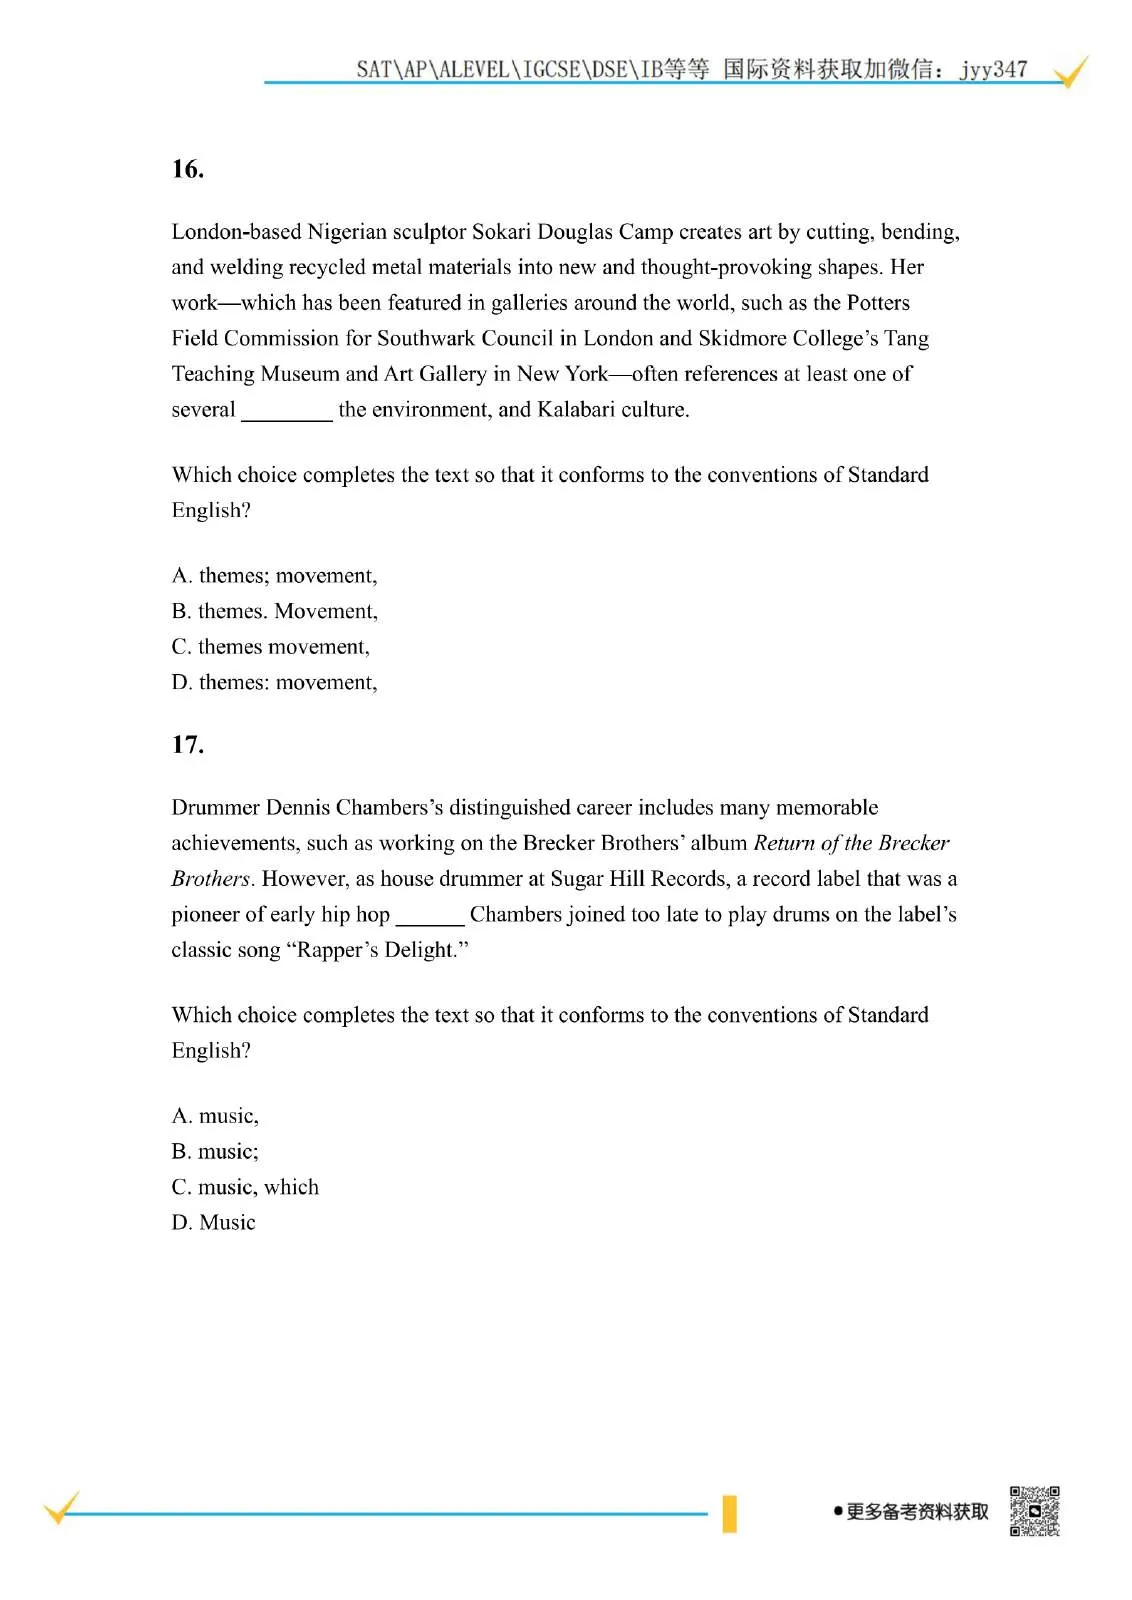 SAT\AP\ALEVEL\IGCSE\DSE\IB等等 国际资料获取加微信：jyy347
16.
London-based Nigerian sculptor Sokari Douglas Camp creates art by cutting, bending,
and welding recycled metal materials into new and thought-provoking shapes. Her
work—which has been featured in galleries around the world, such as the Potters
Field Commission for Southwark Council in London and Skidmore College’s Tang
Teaching Museum and Art Gallery in New York—often references at least one of
several ________ the environment, and Kalabari culture.
Which choice completes the text so that it conforms to the conventions of Standard
English?
A. themes; movement,
B. themes. Movement,
C. themes movement,
D. themes: movement,
17.
Drummer Dennis Chambers’s distinguished career includes many memorable
achievements, such as working on the Brecker Brothers’ album Return of the Brecker
Brothers. However, as house drummer at Sugar Hill Records, a record label that was a
pioneer of early hip hop ______ Chambers joined too late to play drums on the label’s
classic song “Rapper’s Delight.”
Which choice completes the text so that it conforms to the conventions of Standard
English?
A. music,
B. music;
C. music, which
D. Music
●更多备考资料获取